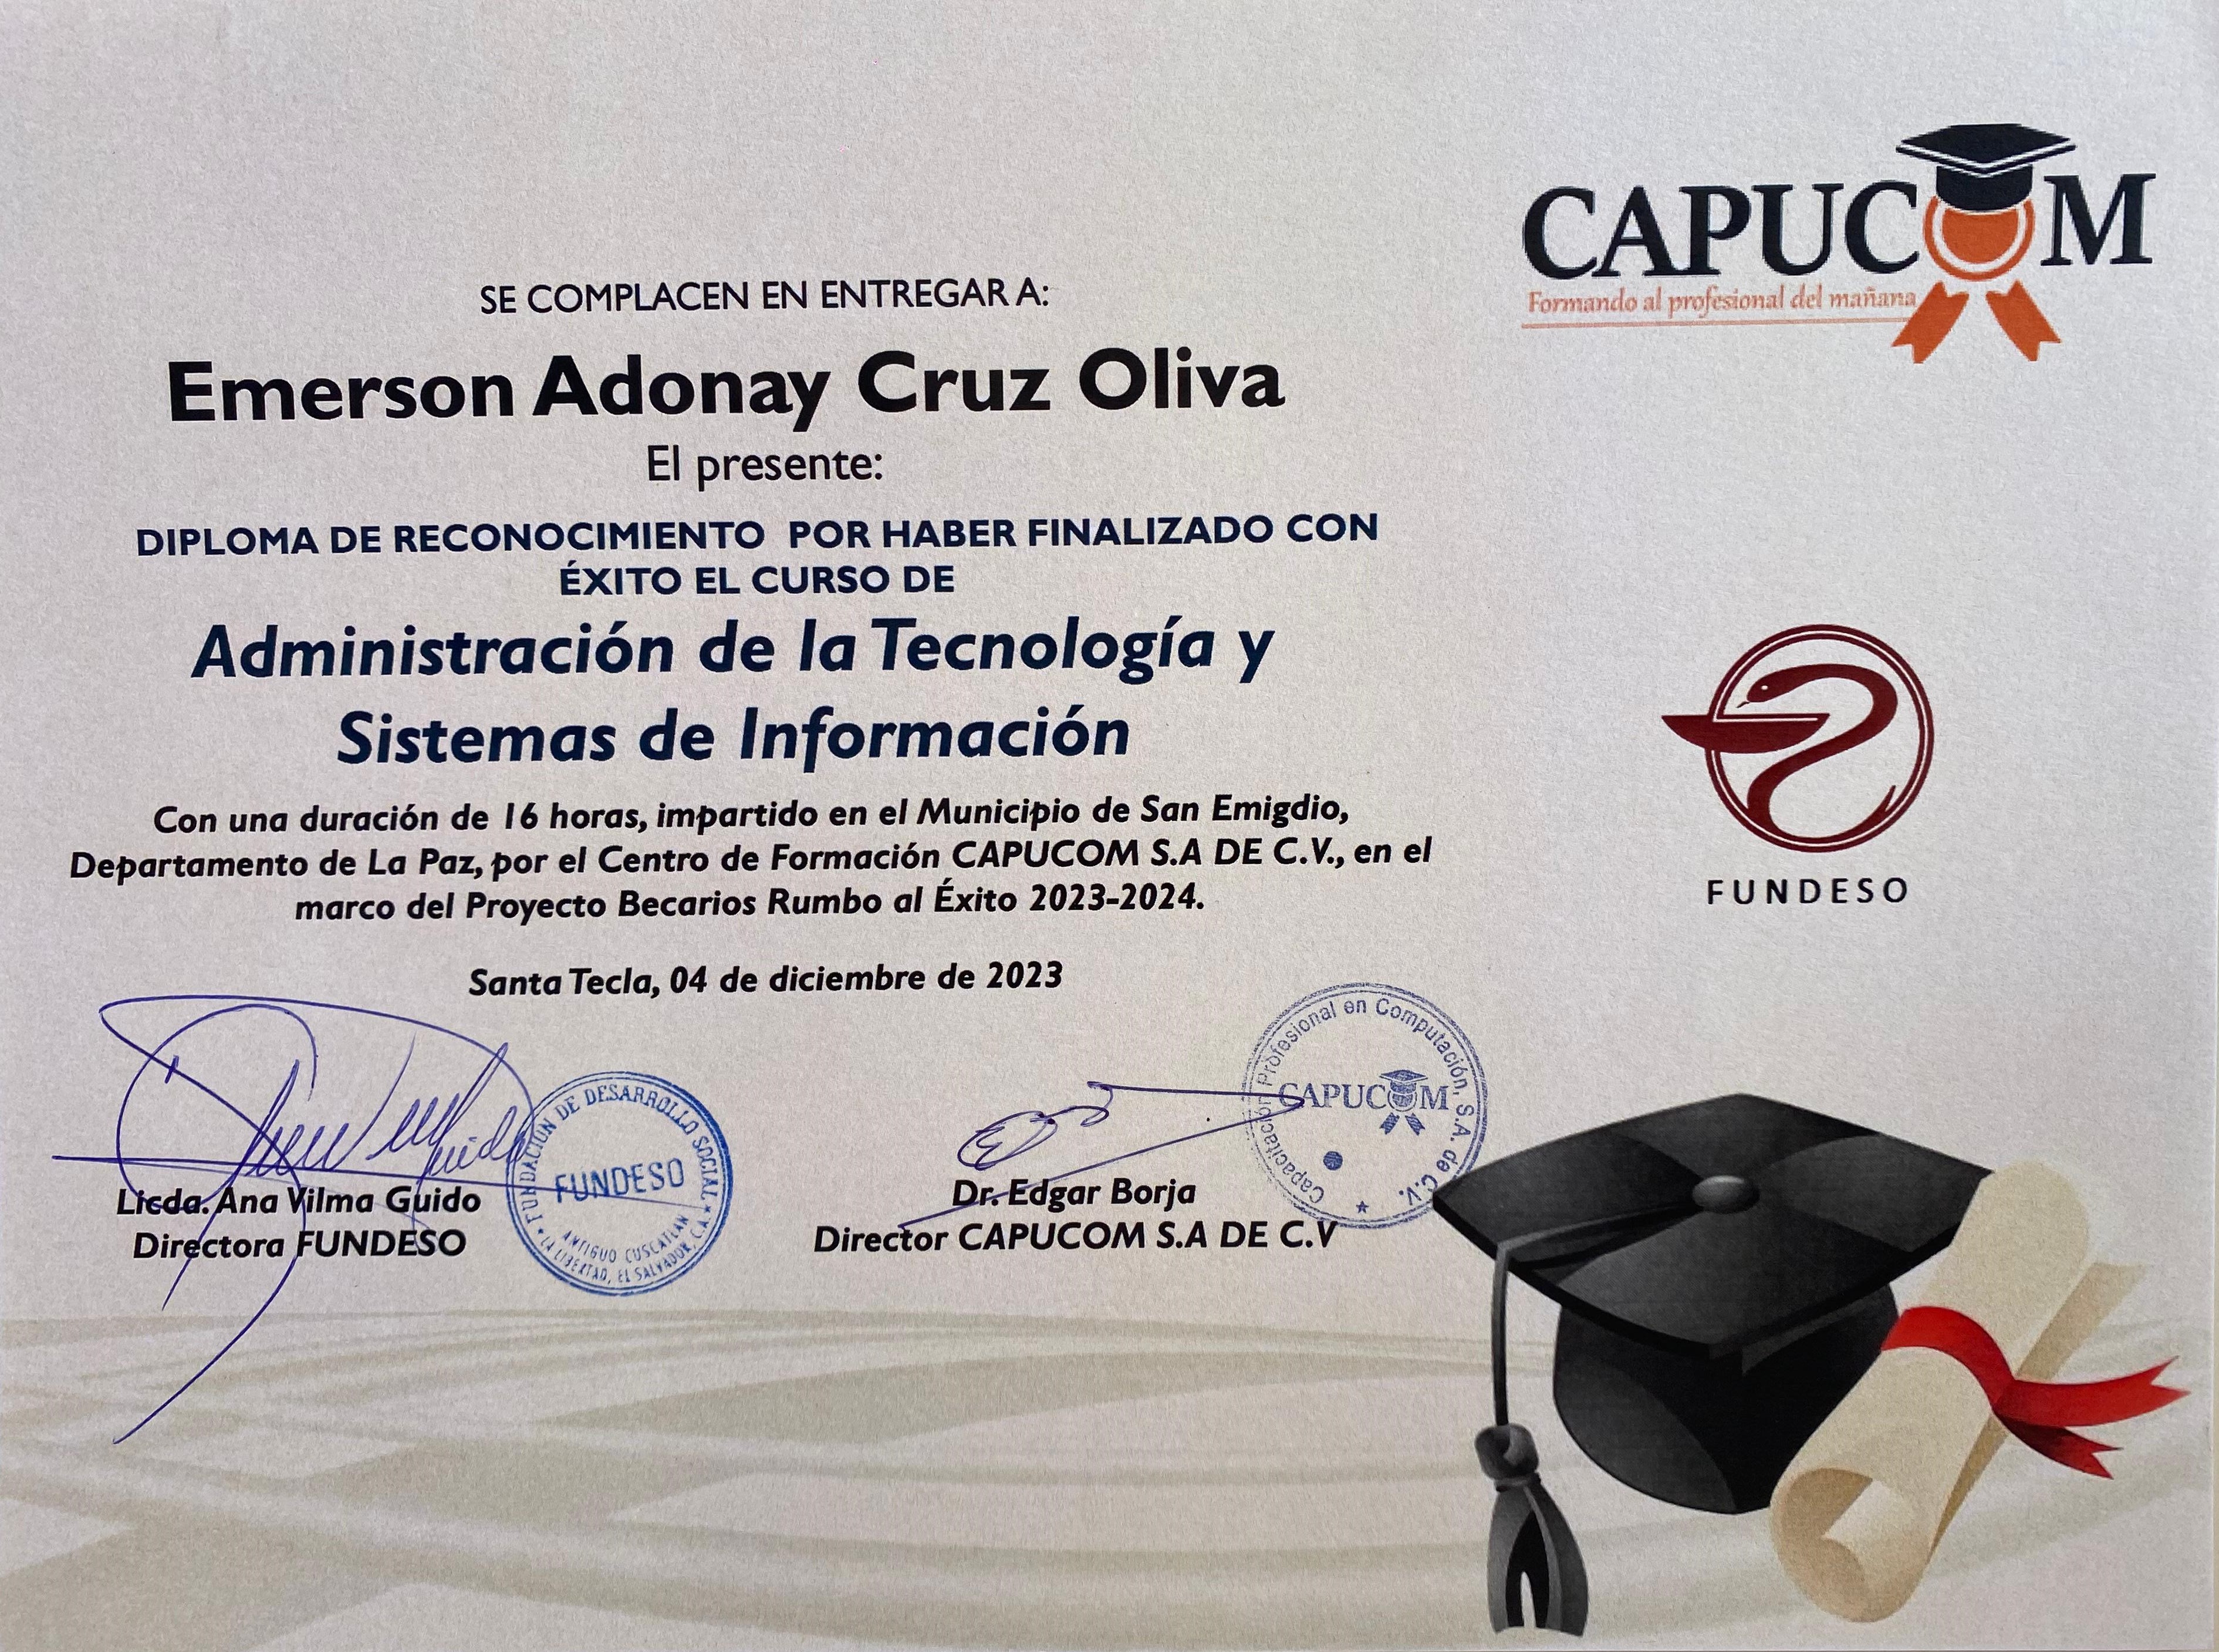 CAPUCOM
Formando al profesional del mañana
SE COMPLACEN EN ENTREGAR A:
Emerson Adonay Cruz Oliva
El presente:
DIPLOMA DE RECONOCIMIENTO POR HABER FINALIZADO CON
ÉXITO EL CURSO DE
Administración de la Tecnología y
Sistemas de Información
Con una duración de 16 horas, impartido en el Municipio de San Emigdio,
Departamento de La Paz, por el Centro de Formación CAPUCOM S.A DE C.V., en el
marco del Proyecto Becarios Rumbo al Éxito 2023-2024.
FUNDESO
Santa Tecla, 04 de diciembre de 2023
Licda. Ana Vilma Guido
Directora FUNDESO
FUNDACIÓN DE DESARROLLO SOCIAL
FUNDESO
ANTIGUO CUSCATLAN
LA LIBERTAD, EL SALVADOR, C.A.
Dr. Edgar Borja
Director CAPUCOM S.A DE C.V
Capacitación Profesional en Computación, S.A. de C.V.
CAPUCOM